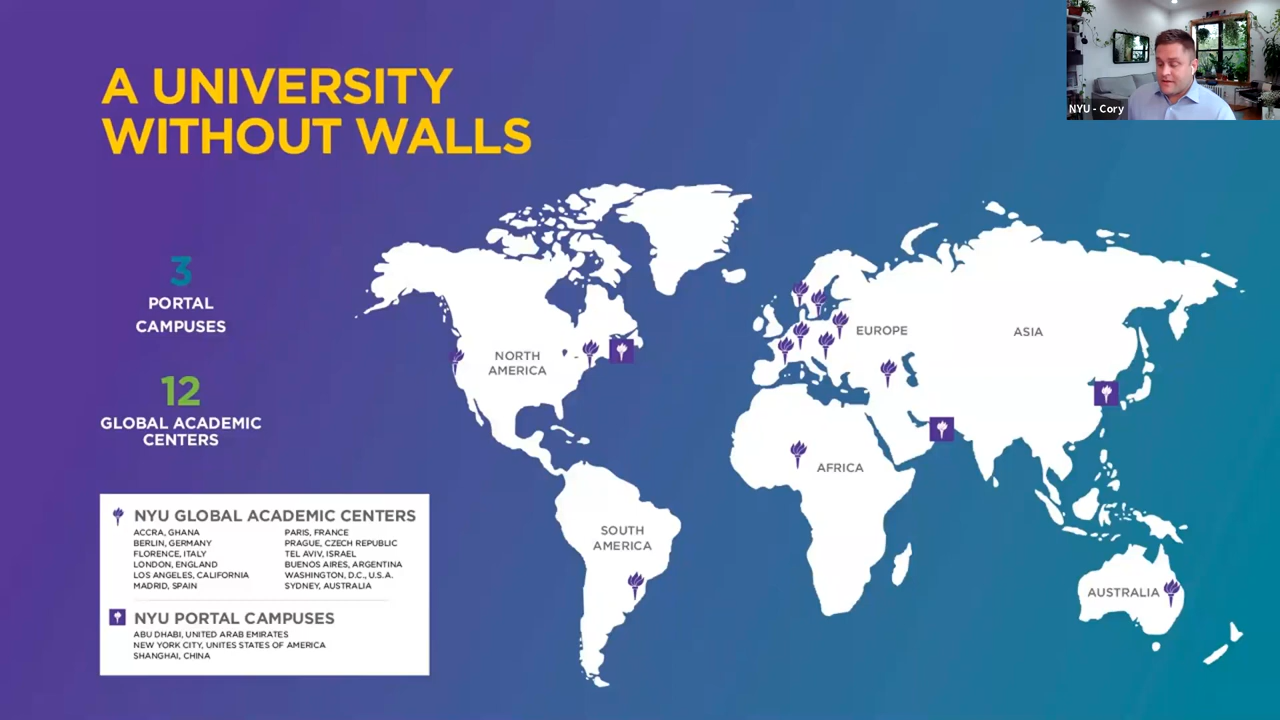 A UNIVERSITY
WITHOUT WALLS
NYU - Cory
3
PORTAL
CAMPUSES
12
GLOBAL ACADEMIC
CENTERS
NORTH
AMERICA
SOUTH
AMERICA
EUROPE
ASIA
AFRICA
AUSTRALIA
NYU GLOBAL ACADEMIC CENTERS
ACCRA, GHANA
BERLIN, GERMANY
FLORENCE, ITALY
LONDON, ENGLAND
LOS ANGELES, CALIFORNIA
MADRID, SPAIN
PARIS, FRANCE
PRAGUE, CZECH REPUBLIC
TEL AVIV, ISRAEL
BUENOS AIRES, ARGENTINA
WASHINGTON, D.C., U.S.A.
SYDNEY, AUSTRALIA
NYU PORTAL CAMPUSES
ABU DHABI, UNITED ARAB EMIRATES
NEW YORK CITY, UNITES STATES OF AMERICA
SHANGHAI, CHINA